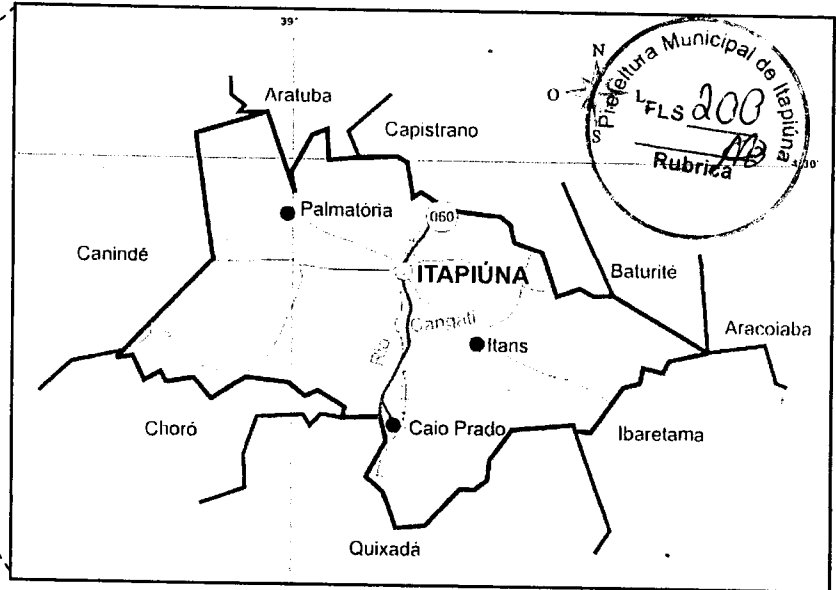 39°
Aratuba
Capistrano
N
O
L
S
Prefeitura Municipal de Itapiúna
FLS 200
Rubrica
Palmatória
060
Canindé
ITAPIÚNA
Baturité
Rio Cangati
Itans
Aracoiaba
Choró
Caio Prado
Ibaretama
Quixadá